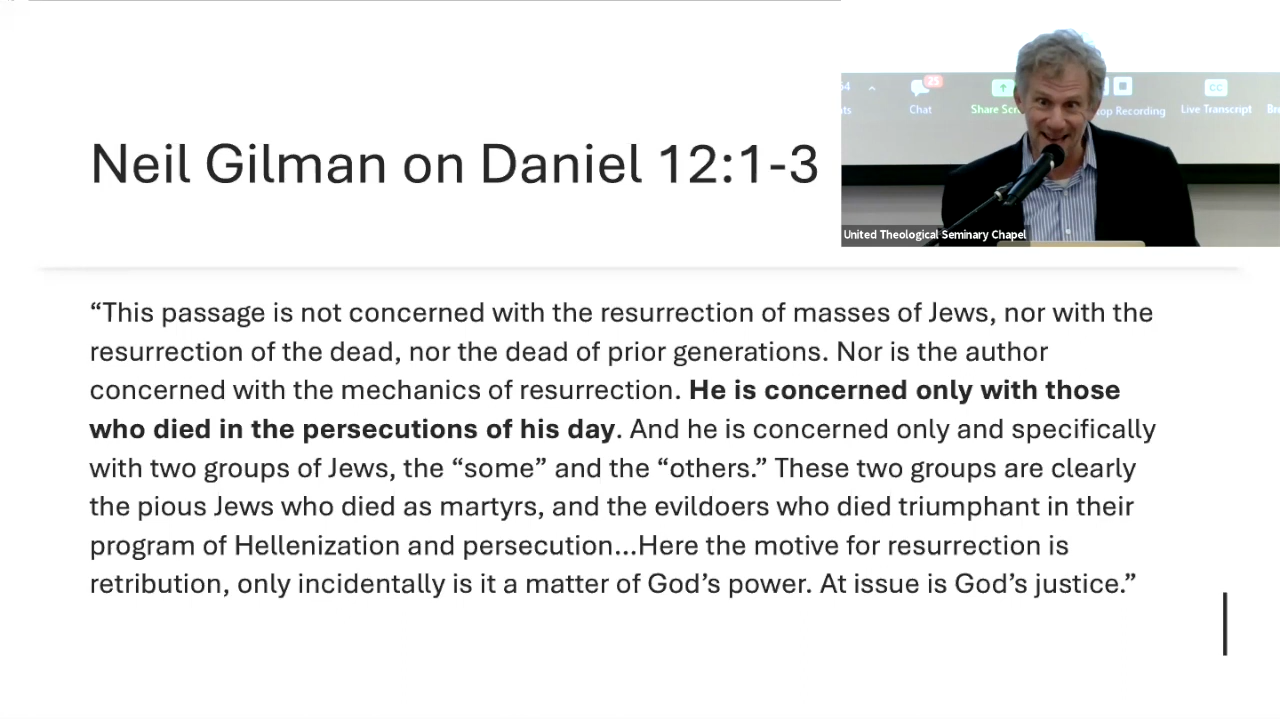 Neil Gilman on Daniel 12:1-3
“This passage is not concerned with the resurrection of masses of Jews, nor with the
resurrection of the dead, nor the dead of prior generations. Nor is the author
concerned with the mechanics of resurrection. He is concerned only with those
who died in the persecutions of his day. And he is concerned only and specifically
with two groups of Jews, the “some” and the “others.” These two groups are clearly
the pious Jews who died as martyrs, and the evildoers who died triumphant in their
program of Hellenization and persecution...Here the motive for resurrection is
retribution, only incidentally is it a matter of God’s power. At issue is God’s justice.”
25
Chat
Recording
Live Transcript
CC
United Theological Seminary Chapel